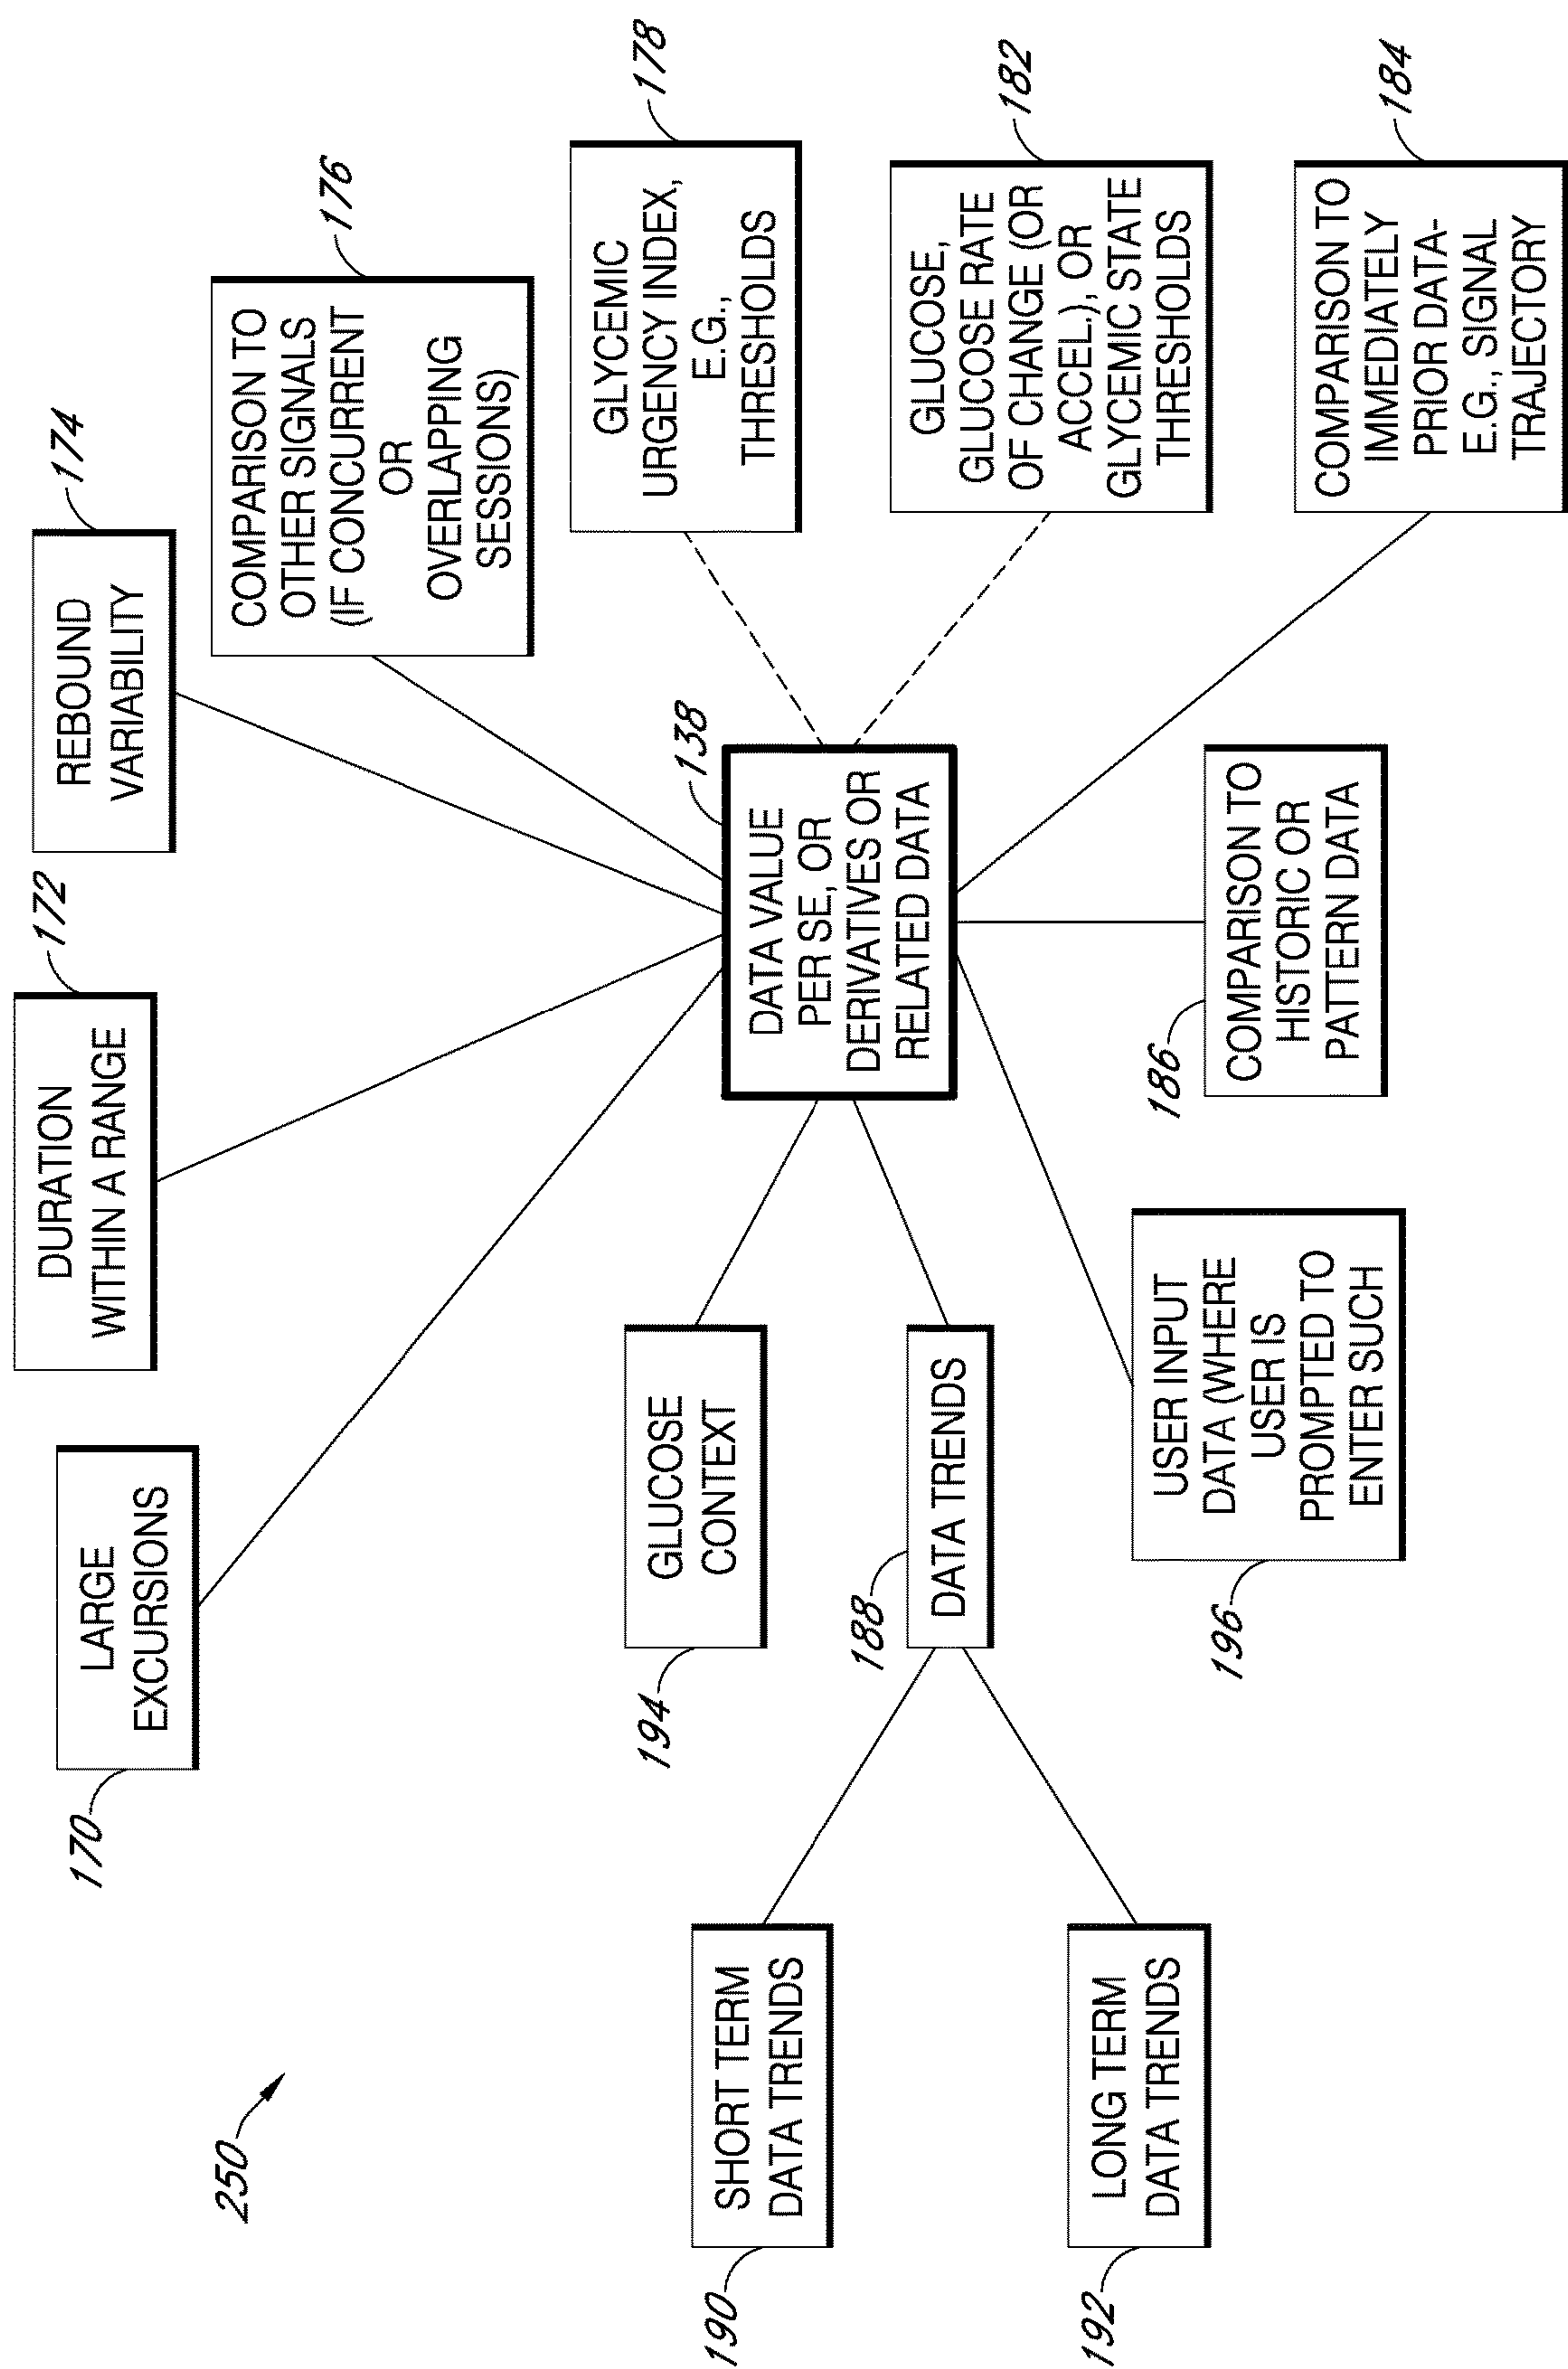 250
170
LARGE
EXCURSIONS
172
DURATION
WITHIN A RANGE
174
REBOUND
VARIABILITY
176
COMPARISON TO
OTHER SIGNALS
(IF CONCURRENT
OR
OVERLAPPING
SESSIONS)
178
GLYCEMIC
URGENCY INDEX,
E.G.,
THRESHOLDS
182
GLUCOSE,
GLUCOSE RATE
OF CHANGE (OR
ACCEL.), OR
GLYCEMIC STATE
THRESHOLDS
184
COMPARISON TO
IMMEDIATELY
PRIOR DATA-
E.G., SIGNAL
TRAJECTORY
138
DATA VALUE
PER SE, OR
DERIVATIVES OR
RELATED DATA
186
COMPARISON TO
HISTORIC OR
PATTERN DATA
194
GLUCOSE
CONTEXT
188
DATA TRENDS
196
USER INPUT
DATA (WHERE
USER IS
PROMPTED TO
ENTER SUCH
190
SHORT TERM
DATA TRENDS
192
LONG TERM
DATA TRENDS